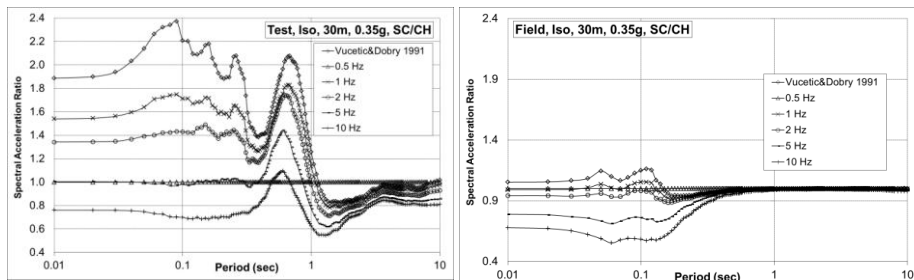 Test, Iso, 30m, 0.35g, SC/CH
Spectral Acceleration Ratio
2.4
2.2
2.0
1.8
1.6
1.4
1.2
1.0
0.8
0.6
0.4
Vucetic&Dobry 1991
0.5 Hz
1 Hz
2 Hz
5 Hz
10 Hz
0.01
0.1
1
10
Period (sec)
Field, Iso, 30m, 0.35g, SC/CH
Spectral Acceleration Ratio
2.4
1.9
1.4
0.9
0.4
Vucetic&Dobry 1991
0.5 Hz
1 Hz
2 Hz
5 Hz
10 Hz
0.01
0.1
1
10
Period (sec)